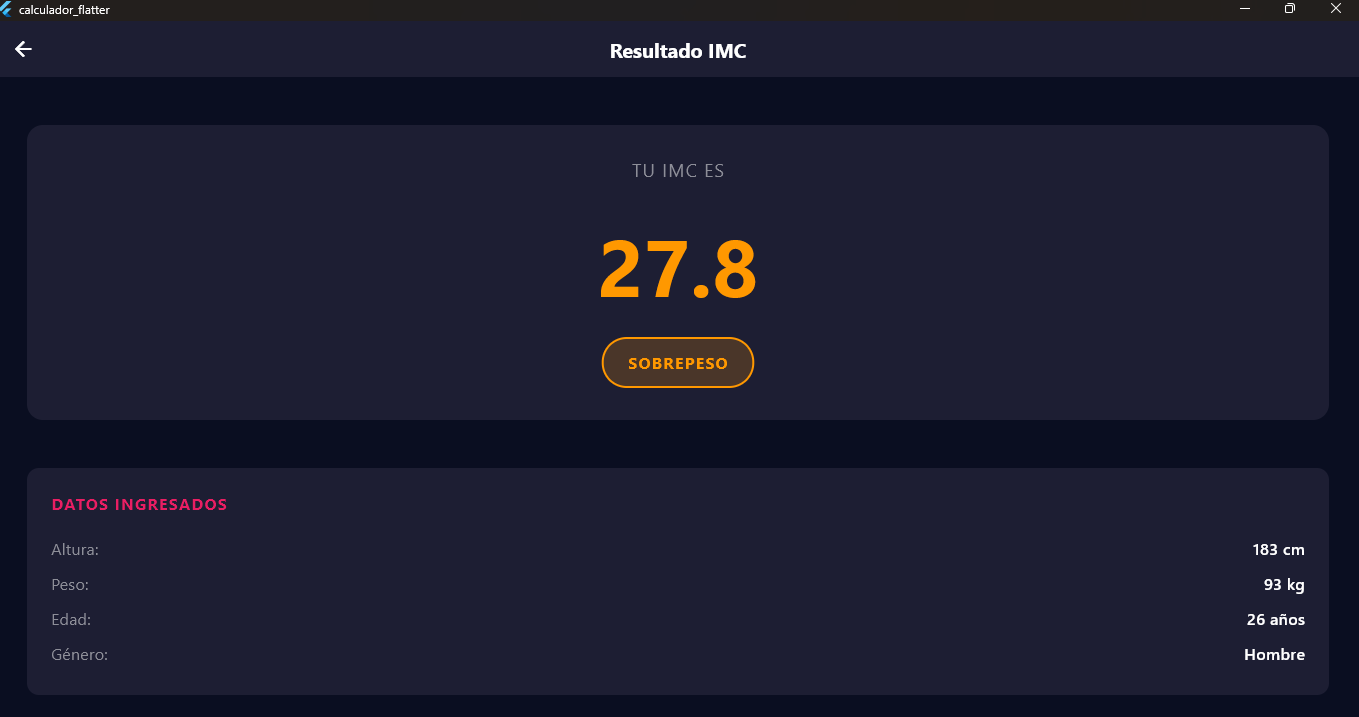 calculador_flatter
Resultado IMC
TU IMC ES
27.8
SOBREPESO
DATOS INGRESADOS
Altura: 183 cm
Peso: 93 kg
Edad: 26 años
Género: Hombre